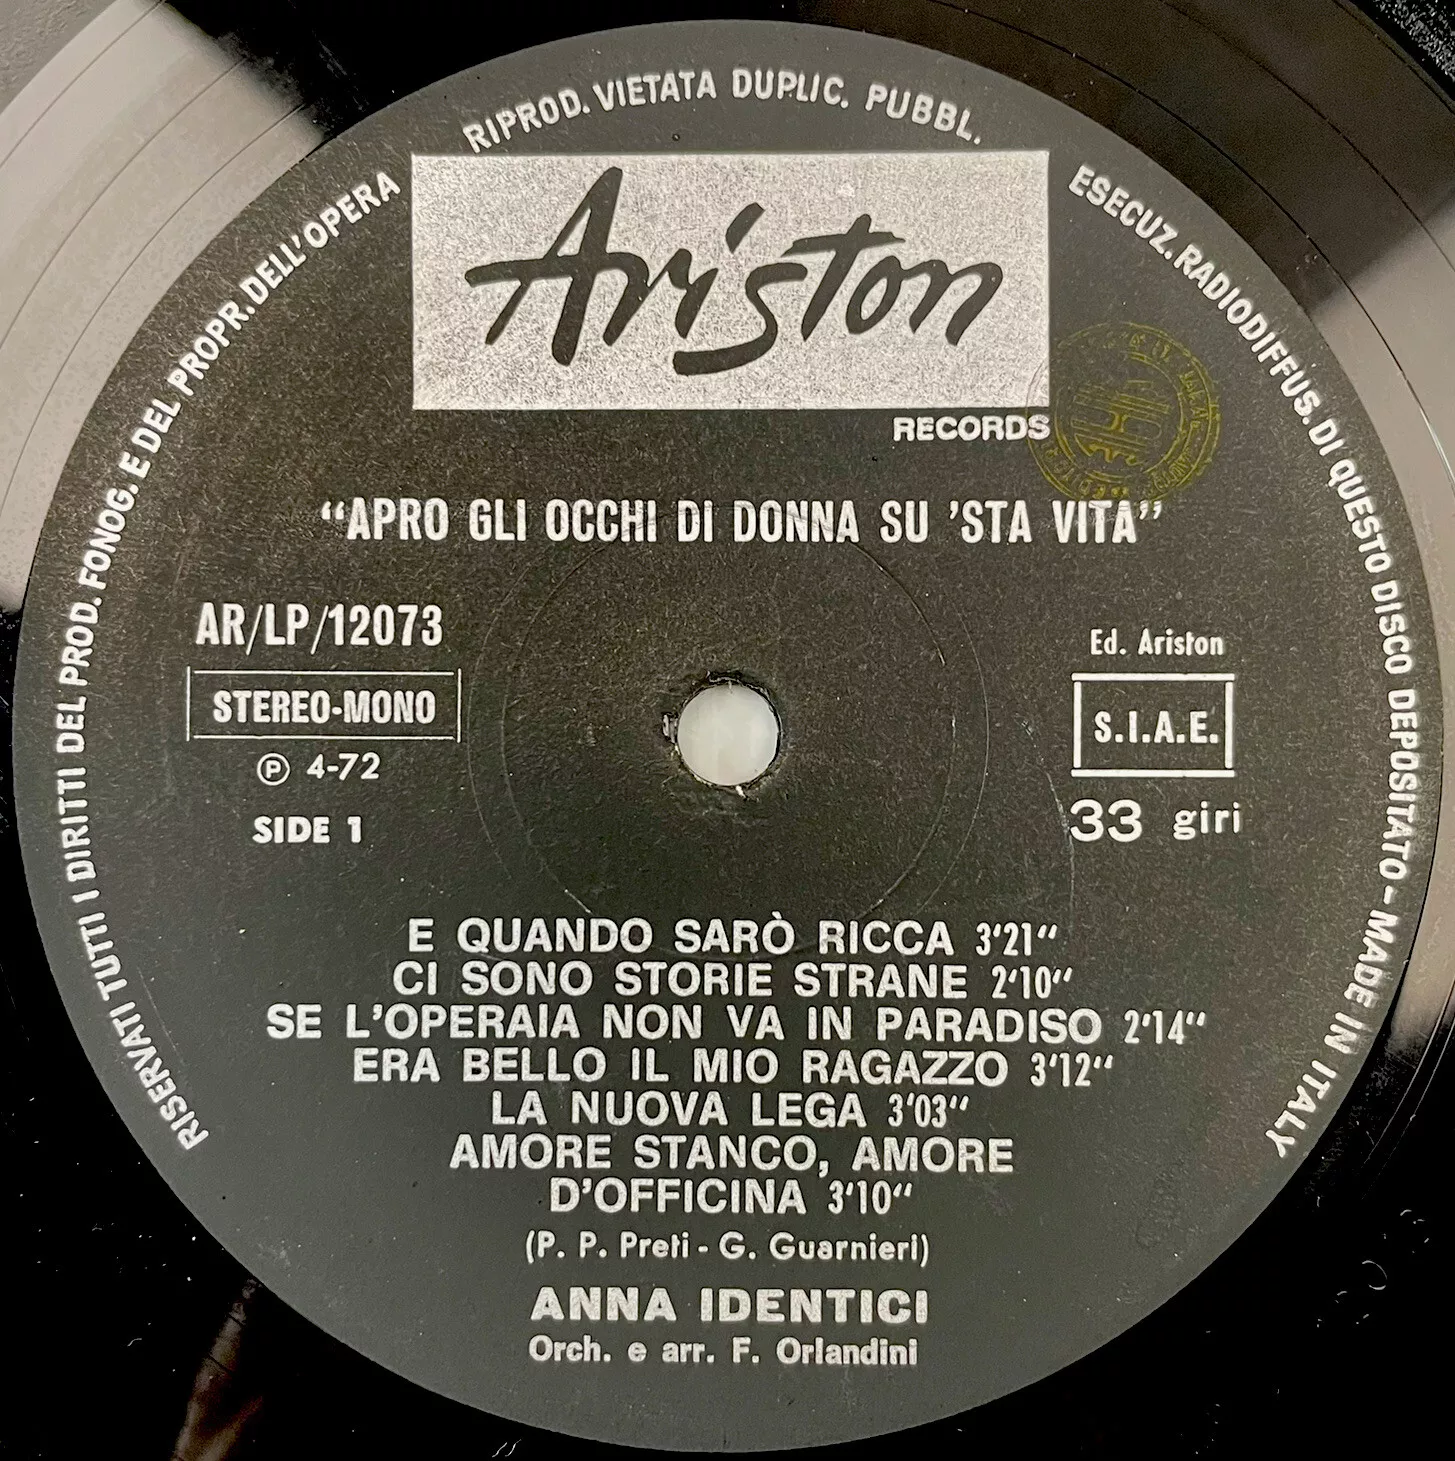 RISERVATI TUTTI I DIRITTI DEL PROD. FONOG. E DEL PROPR. DELL'OPERA
RIPROD. VIETATA DUPLIC. PUBBL.
ESECUZ. RADIODIFFUS. DI QUESTO DISCO DEPOSITATO - MADE IN ITALY
Ariston
RECORDS
“APRO GLI OCCHI DI DONNA SU 'STA VITA”
AR/LP/12073
STEREO-MONO
Ⓟ 4-72
SIDE 1
Ed. Ariston
S.I.A.E.
33 giri
E QUANDO SARÒ RICCA 3'21“
CI SONO STORIE STRANE 2'10“
SE L'OPERAIA NON VA IN PARADISO 2'14“
ERA BELLO IL MIO RAGAZZO 3'12“
LA NUOVA LEGA 3'03“
AMORE STANCO, AMORE
D'OFFICINA 3'10“
(P. P. Preti - G. Guarnieri)
ANNA IDENTICI
Orch. e arr. F. Orlandini